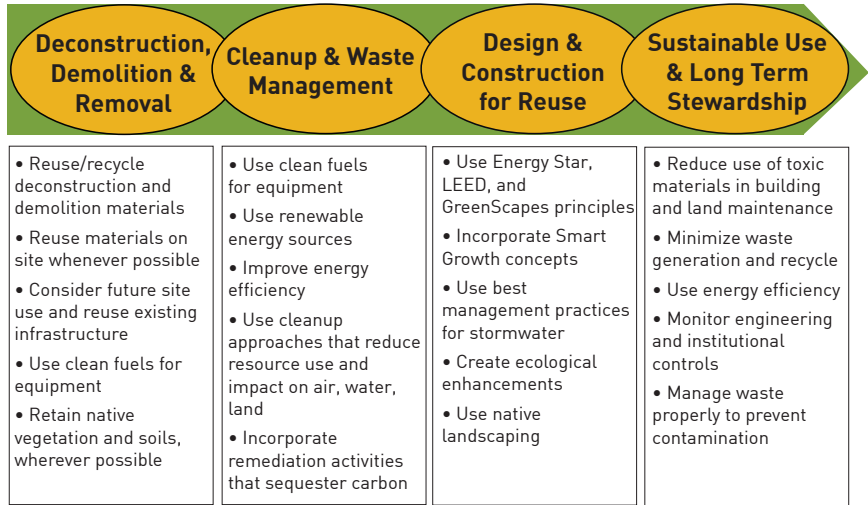 Deconstruction,
Demolition &
Removal
Cleanup & Waste
Management
Design &
Construction
for Reuse
Sustainable Use
& Long Term
Stewardship
• Reuse/recycle
deconstruction and
demolition materials
• Reuse materials on
site whenever possible
• Consider future site
use and reuse existing
infrastructure
• Use clean fuels for
equipment
• Retain native
vegetation and soils,
wherever possible
• Use clean fuels
for equipment
• Use renewable
energy sources
• Improve energy
efficiency
• Use cleanup
approaches that reduce
resource use and
impact on air, water,
land
• Incorporate
remediation activities
that sequester carbon
• Use Energy Star,
LEED, and
GreenScapes principles
• Incorporate Smart
Growth concepts
• Use best
management practices
for stormwater
• Create ecological
enhancements
• Use native
landscaping
• Reduce use of toxic
materials in building
and land maintenance
• Minimize waste
generation and recycle
• Use energy efficiency
• Monitor engineering
and institutional
controls
• Manage waste
properly to prevent
contamination